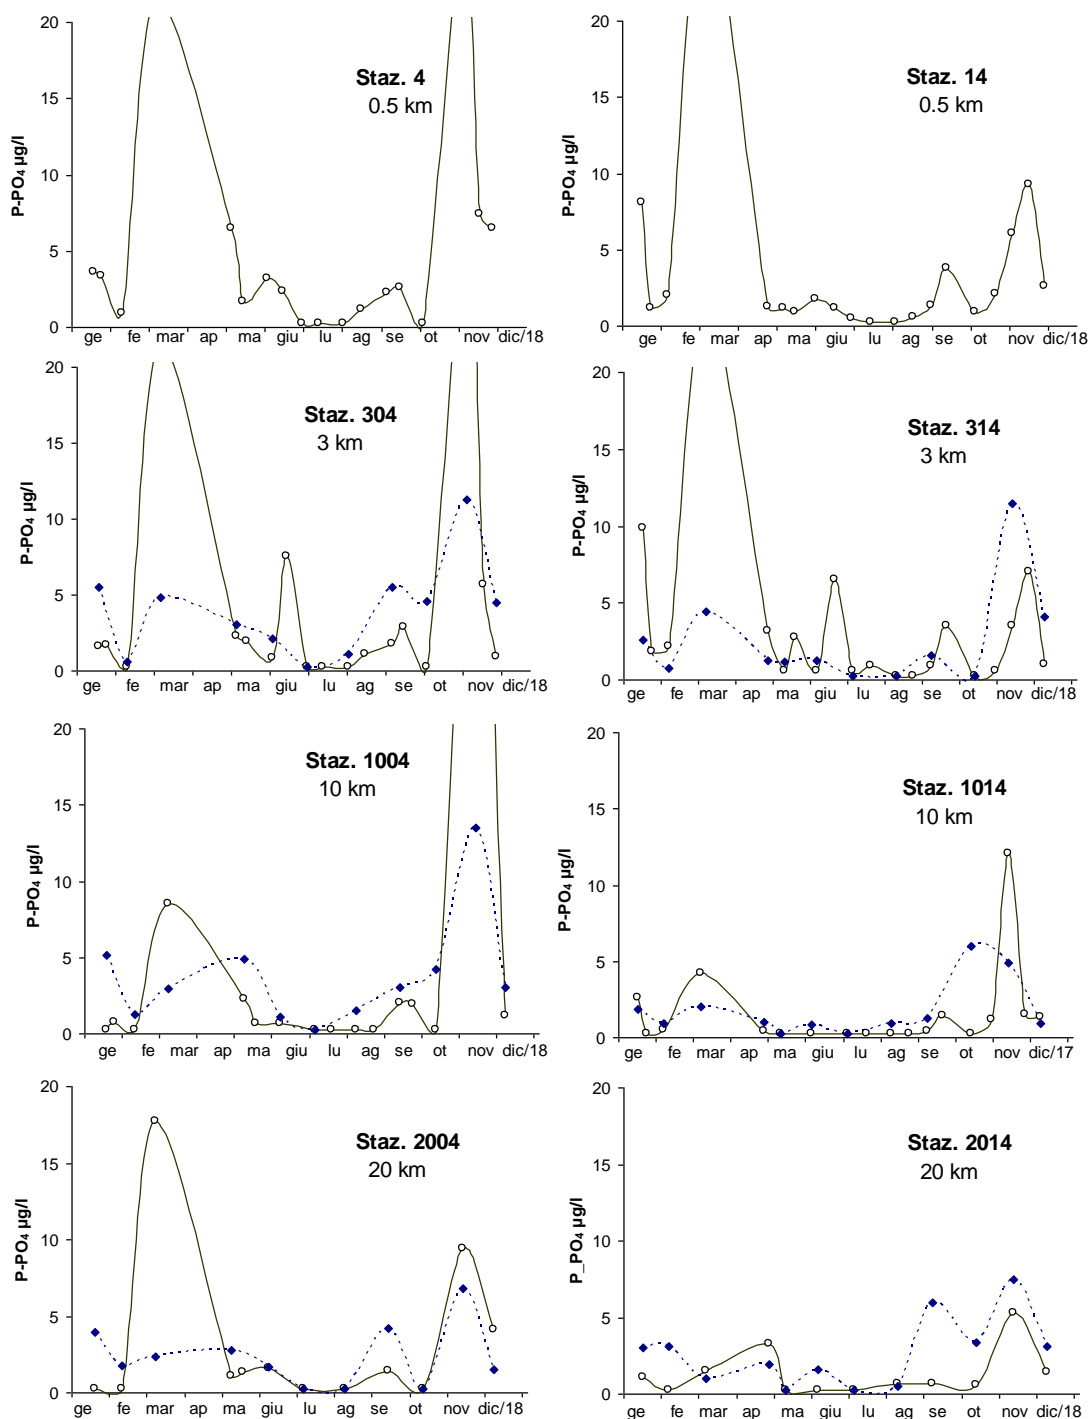 Staz. 4
0.5 km
P-PO₄ µg/l
20
15
10
5
0
ge fe mar ap ma giu lu ag se ot nov dic/18
Staz. 14
0.5 km
P-PO₄ µg/l
20
15
10
5
0
ge fe mar ap ma giu lu ag se ot nov dic/18
Staz. 304
3 km
P-PO₄ µg/l
20
15
10
5
0
ge fe mar ap ma giu lu ag se ot nov dic/18
Staz. 314
3 km
P-PO₄ µg/l
20
15
10
5
0
ge fe mar ap ma giu lu ag se ot nov dic/18
Staz. 1004
10 km
P-PO₄ µg/l
20
15
10
5
0
ge fe mar ap ma giu lu ag se ot nov dic/18
Staz. 1014
10 km
P-PO₄ µg/l
20
15
10
5
0
ge fe mar ap ma giu lu ag se ot nov dic/17
Staz. 2004
20 km
P-PO₄ µg/l
20
15
10
5
0
ge fe mar ap ma giu lu ag se ot nov dic/18
Staz. 2014
20 km
P_PO₄ µg/l
20
15
10
5
0
ge fe mar ap ma giu lu ag se ot nov dic/18